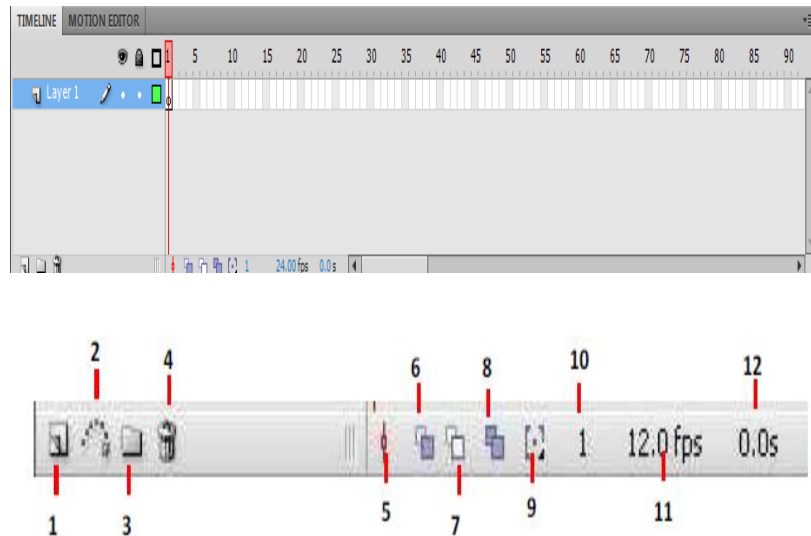 TIMELINE MOTION EDITOR
1 5 10 15 20 25 30 35 40 45 50 55 60 65 70 75 80 85 90
Layer 1
1 24.00 fps 0.0 s
2 4 6 8 10 12
1 12.0 fps 0.0s
1 3 5 7 9 11